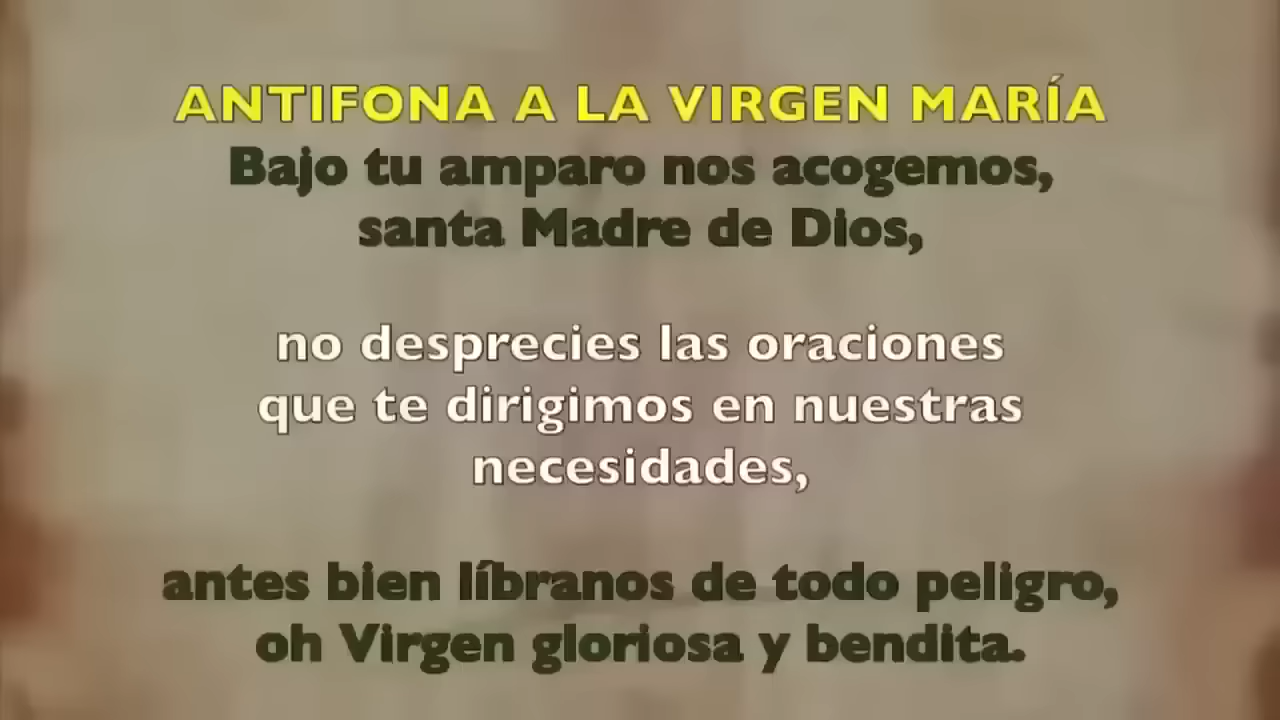 ANTIFONA A LA VIRGEN MARÍA
Bajo tu amparo nos acogemos,
santa Madre de Dios,
no desprecies las oraciones
que te dirigimos en nuestras
necesidades,
antes bien líbranos de todo peligro,
oh Virgen gloriosa y bendita.